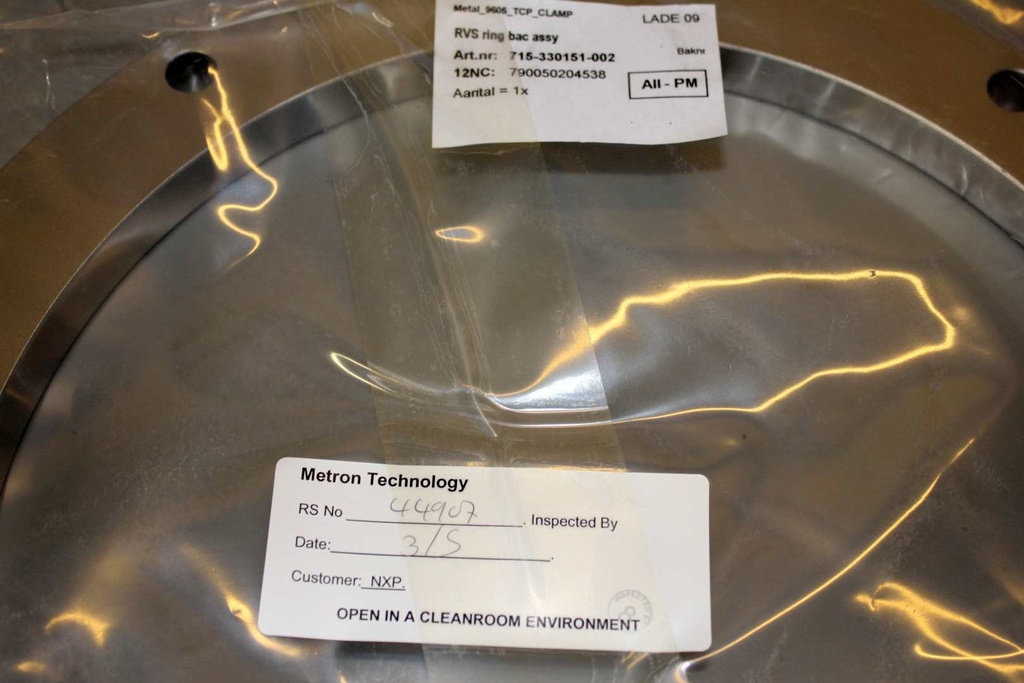 Metal_9606_TCP_CLAMP
LADE 09
RVS ring bac assy
Baknr
Art.nr: 715-330151-002
12NC: 790050204538
All - PM
Aantal = 1x
Metron Technology
RS No 44907. Inspected By
Date: 3/5.
Customer: NXP.
OPEN IN A CLEANROOM ENVIRONMENT